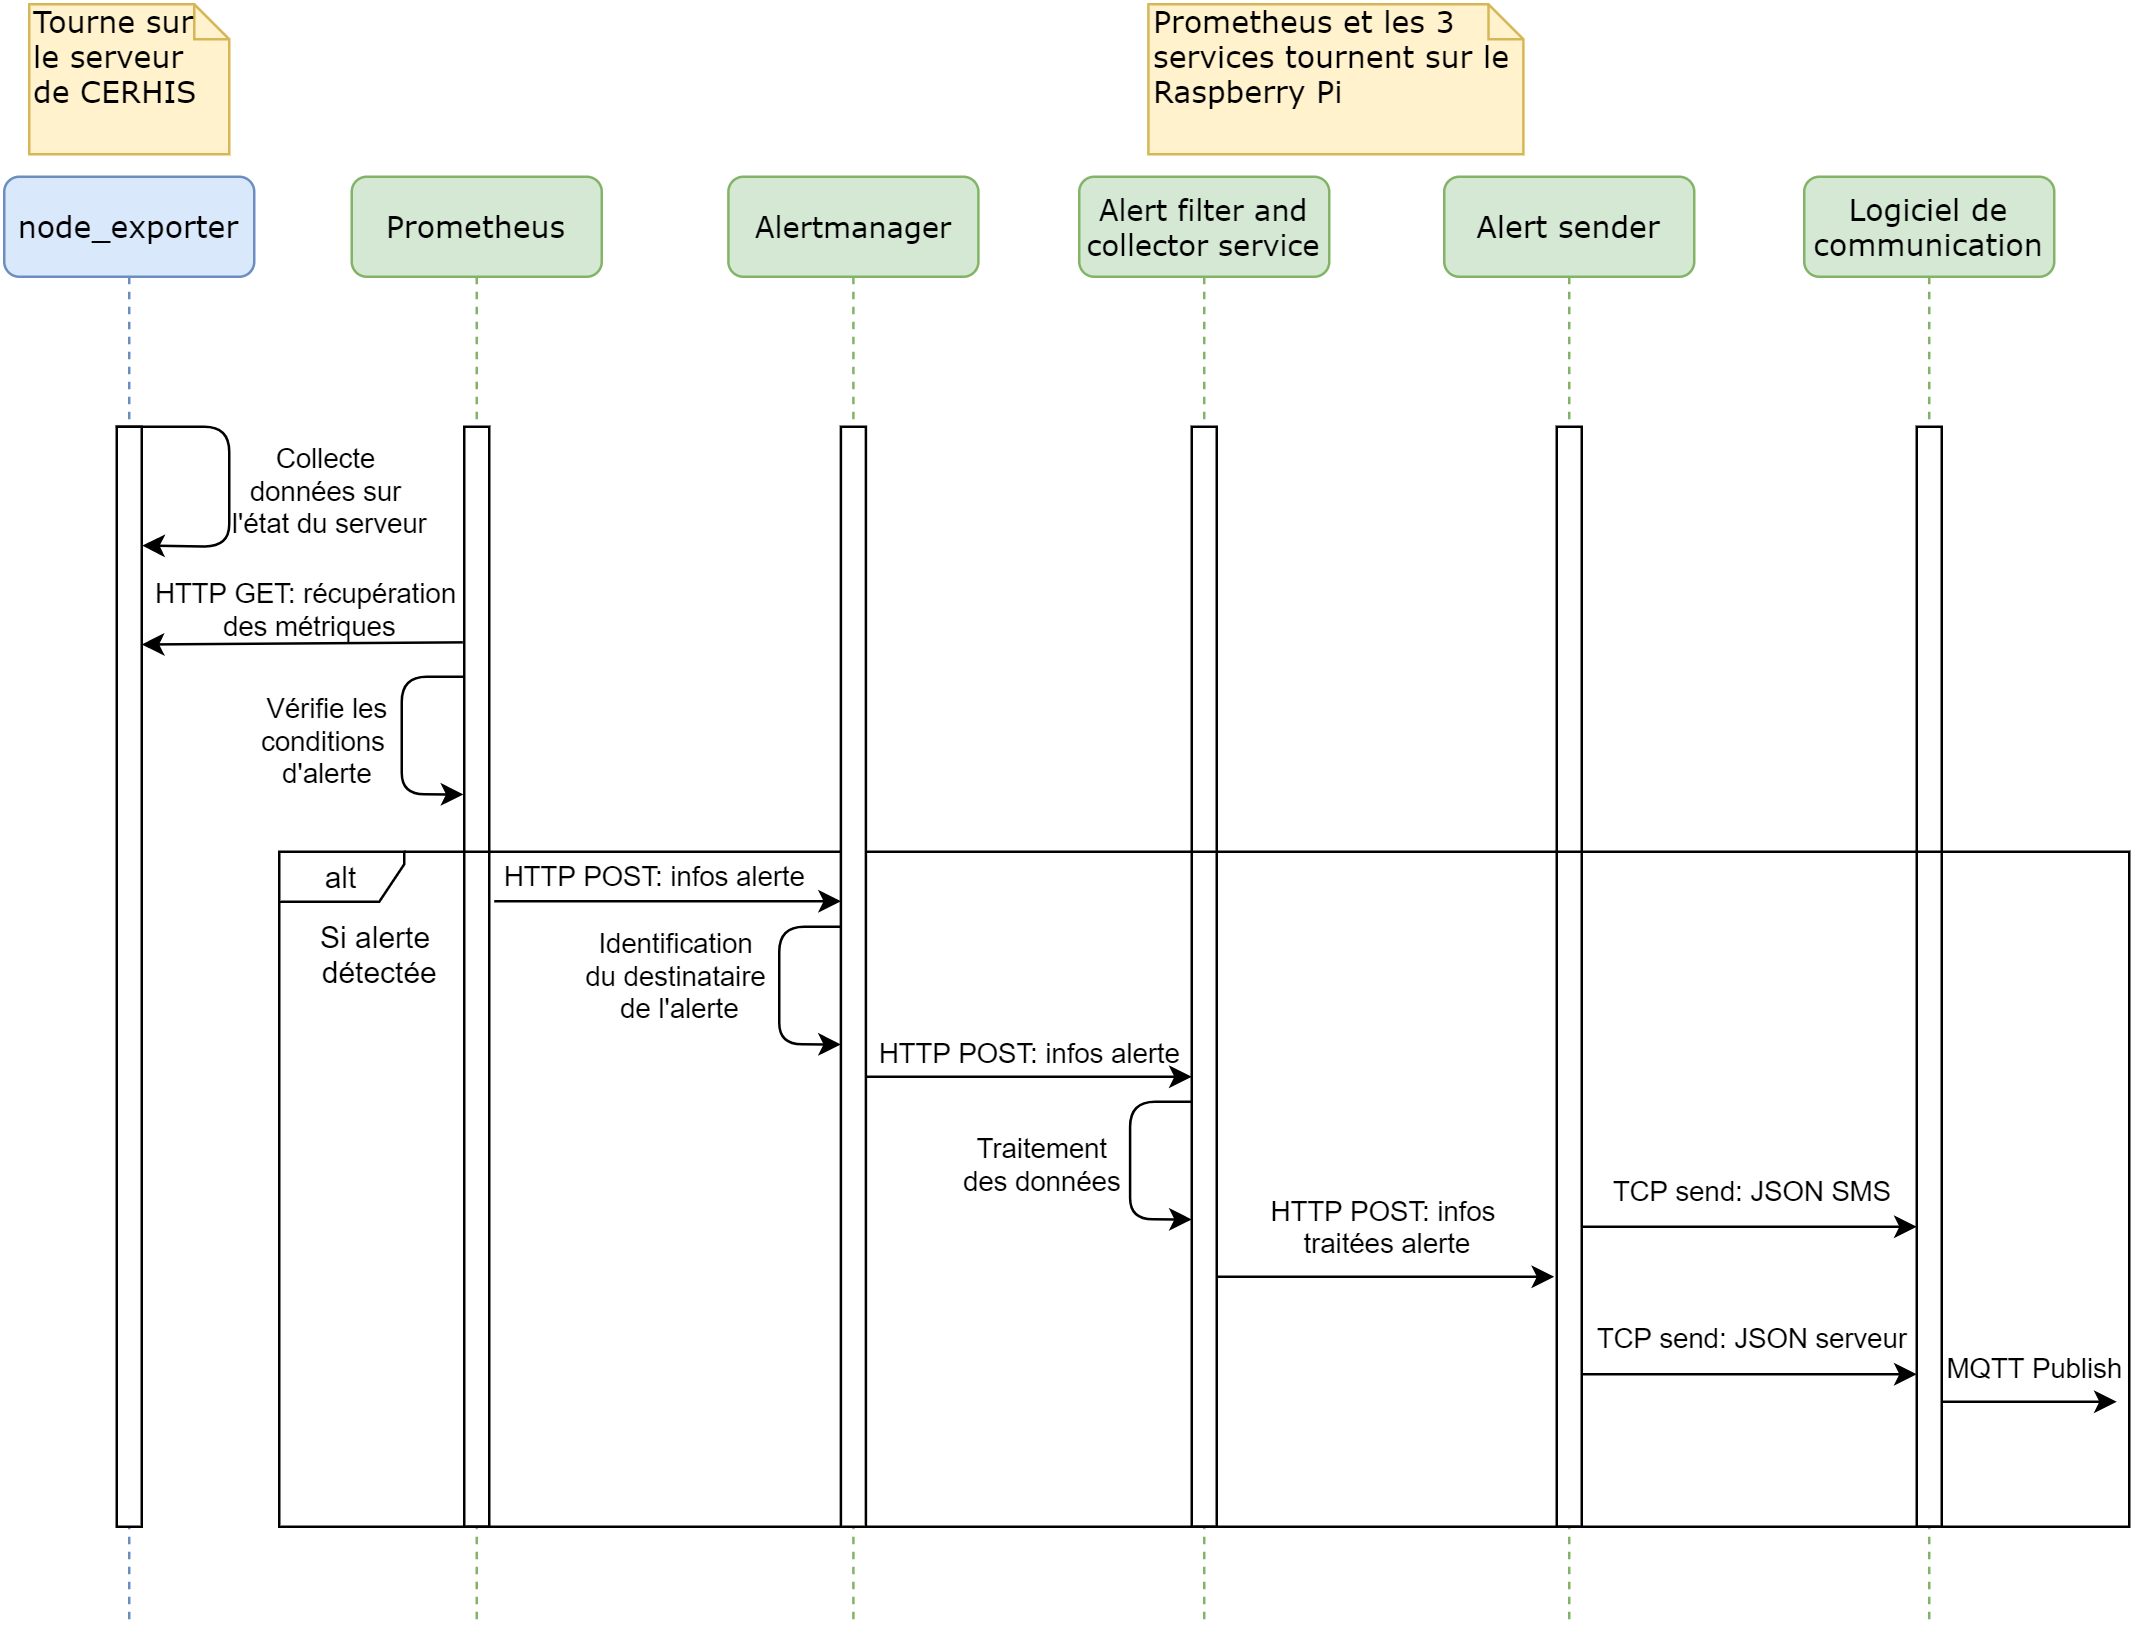 Tourne sur
le serveur
de CERHIS
Prometheus et les 3
services tournent sur le
Raspberry Pi
node_exporter
Prometheus
Alertmanager
Alert filter and
collector service
Alert sender
Logiciel de
communication
Collecte
données sur
l'état du serveur
HTTP GET: récupération
des métriques
Vérifie les
conditions
d'alerte
alt
Si alerte
détectée
HTTP POST: infos alerte
Identification
du destinataire
de l'alerte
HTTP POST: infos alerte
Traitement
des données
HTTP POST: infos
traitées alerte
TCP send: JSON SMS
TCP send: JSON serveur
MQTT Publish